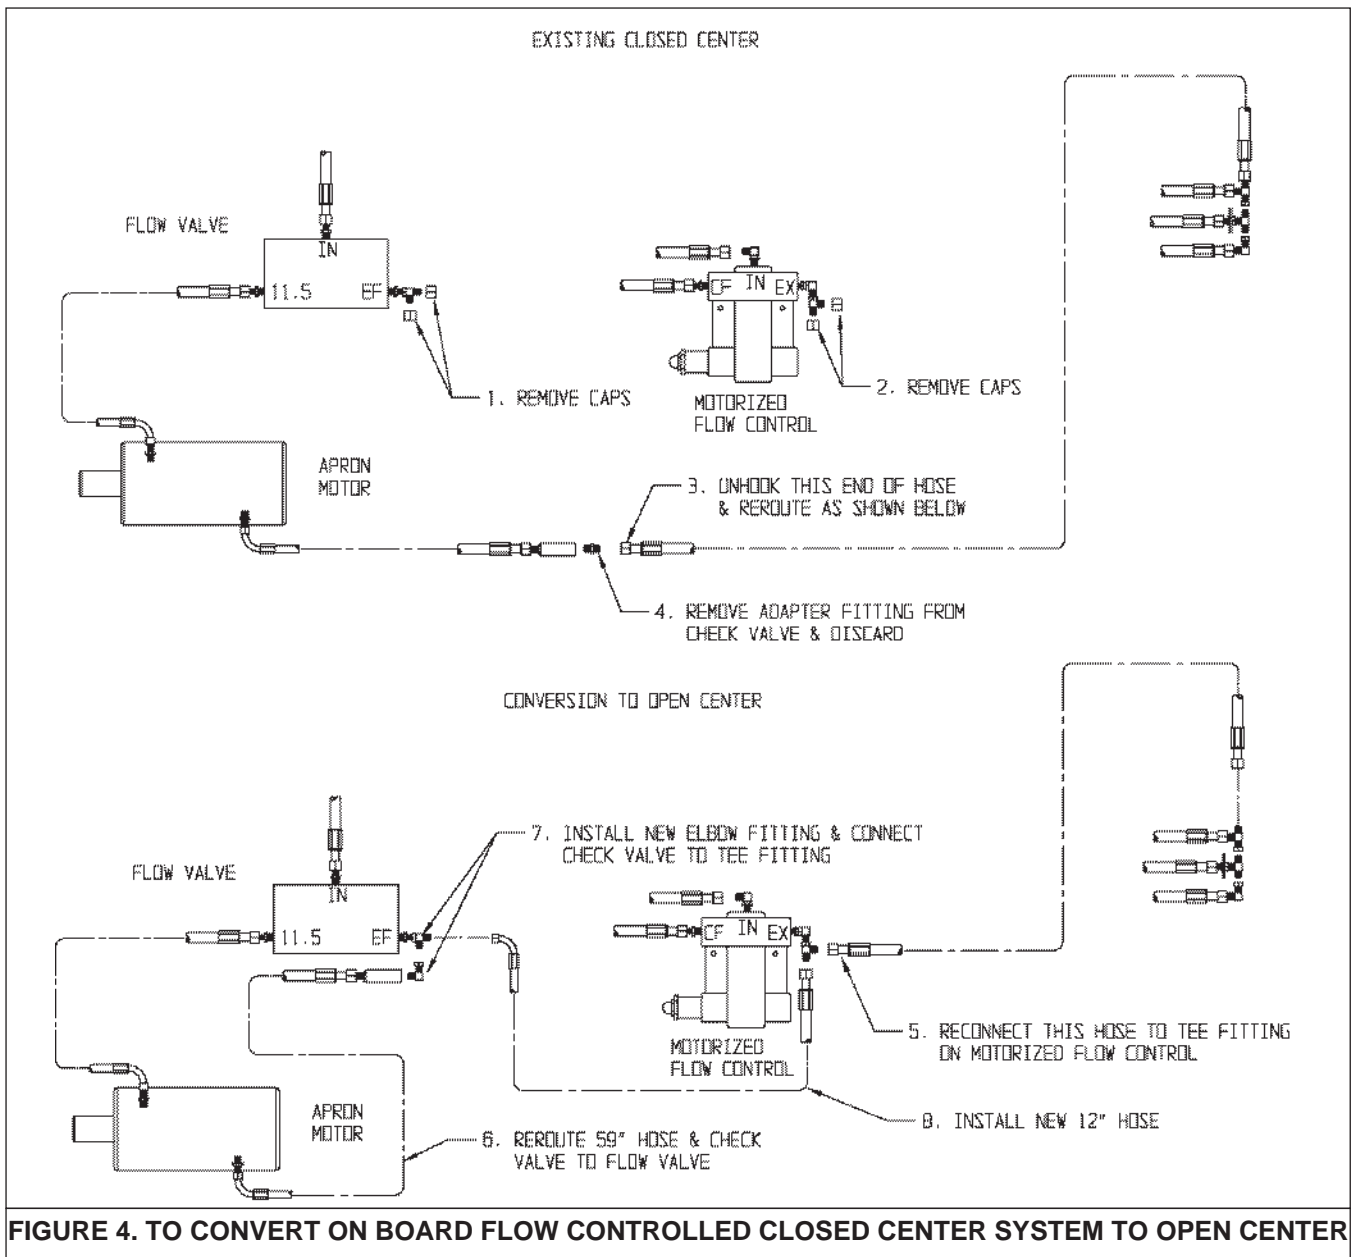 EXISTING CLOSED CENTER
FLOW VALVE
IN
11.5
EF
CF
IN
EX
1. REMOVE CAPS
2. REMOVE CAPS
MOTORIZED
FLOW CONTROL
APRON
MOTOR
3. UNHOOK THIS END OF HOSE
& REROUTE AS SHOWN BELOW
4. REMOVE ADAPTER FITTING FROM
CHECK VALVE & DISCARD
CONVERSION TO OPEN CENTER
7. INSTALL NEW ELBOW FITTING & CONNECT
CHECK VALVE TO TEE FITTING
FLOW VALVE
IN
11.5
EF
CF
IN
EX
5. RECONNECT THIS HOSE TO TEE FITTING
ON MOTORIZED FLOW CONTROL
MOTORIZED
FLOW CONTROL
APRON
MOTOR
8. INSTALL NEW 12" HOSE
6. REROUTE 59" HOSE & CHECK
VALVE TO FLOW VALVE
FIGURE 4. TO CONVERT ON BOARD FLOW CONTROLLED CLOSED CENTER SYSTEM TO OPEN CENTER